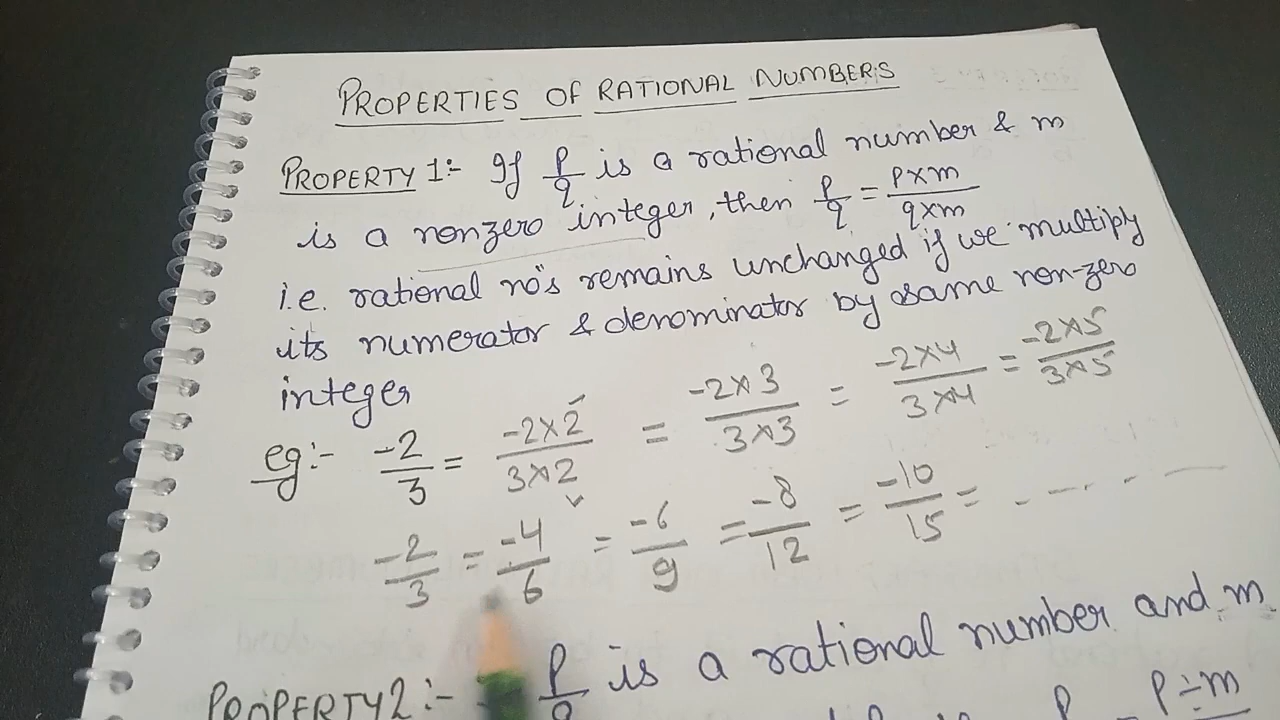 PROPERTIES OF RATIONAL NUMBERS
PROPERTY 1:- If p/q is a rational number & m
is a nonzero integer, then p/q = p×m/q×m
i.e. rational no's remains unchanged if we multiply
its numerator & denominator by same non-zero
integer
eg:- -2/3 = -2×2/3×2 = -2×3/3×3 = -2×4/3×4 = -2×5/3×5
-2/3 = -4/6 = -6/9 = -8/12 = -10/15 = - - - - -
PROPERTY 2:- p/q is a rational number and m
p p÷m